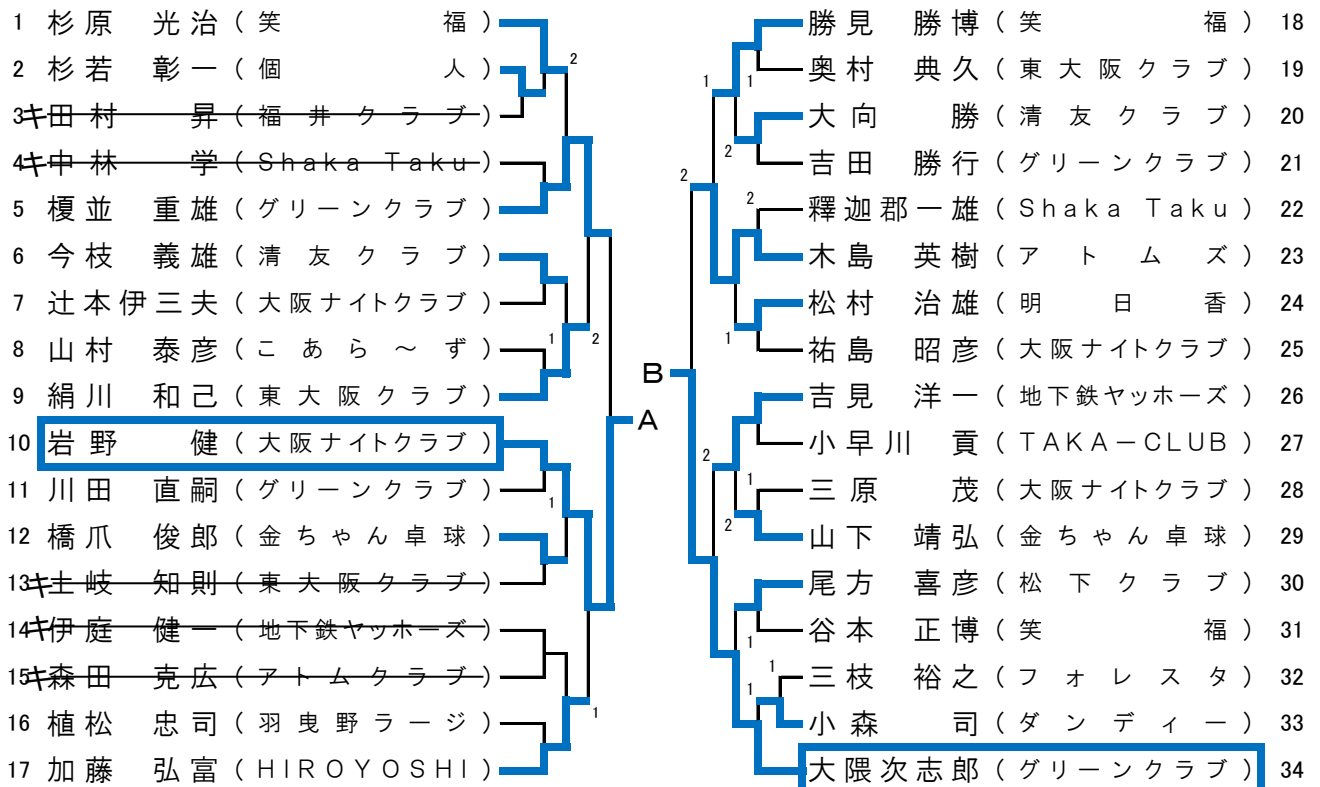 1 杉原 光治 (笑 福)
2 杉若 彰一 (個 人)
3 キ 田村 昇 (福井クラブ)
4 キ 中林 学 (Shaka Taku)
5 榎並 重雄 (グリーンクラブ)
6 今枝 義雄 (清友クラブ)
7 辻本伊三夫 (大阪ナイトクラブ)
8 山村 泰彦 (こあら～ず)
9 絹川 和己 (東大阪クラブ)
10 岩野 健 (大阪ナイトクラブ)
11 川田 直嗣 (グリーンクラブ)
12 橋爪 俊郎 (金ちゃん卓球)
13 キ 土岐 知則 (東大阪クラブ)
14 キ 伊庭 健一 (地下鉄ヤッホーズ)
15 キ 森田 克広 (アトムクラブ)
16 植松 忠司 (羽曳野ラージ)
17 加藤 弘富 (HIROYOSHI)
2
1
2
1
1
A
B
勝見 勝博 (笑 福) 18
奥村 典久 (東大阪クラブ) 19
大向 勝 (清友クラブ) 20
吉田 勝行 (グリーンクラブ) 21
釋迦郡一雄 (Shaka Taku) 22
木島 英樹 (アトムズ) 23
松村 治雄 (明日香) 24
祐島 昭彦 (大阪ナイトクラブ) 25
吉見 洋一 (地下鉄ヤッホーズ) 26
小早川 貢 (TAKA－CLUB) 27
三原 茂 (大阪ナイトクラブ) 28
山下 靖弘 (金ちゃん卓球) 29
尾方 喜彦 (松下クラブ) 30
谷本 正博 (笑 福) 31
三枝 裕之 (フォレスタ) 32
小森 司 (ダンディー) 33
大隈次志郎 (グリーンクラブ) 34
1
1
2
2
2
1
2
1
2
1
1
1